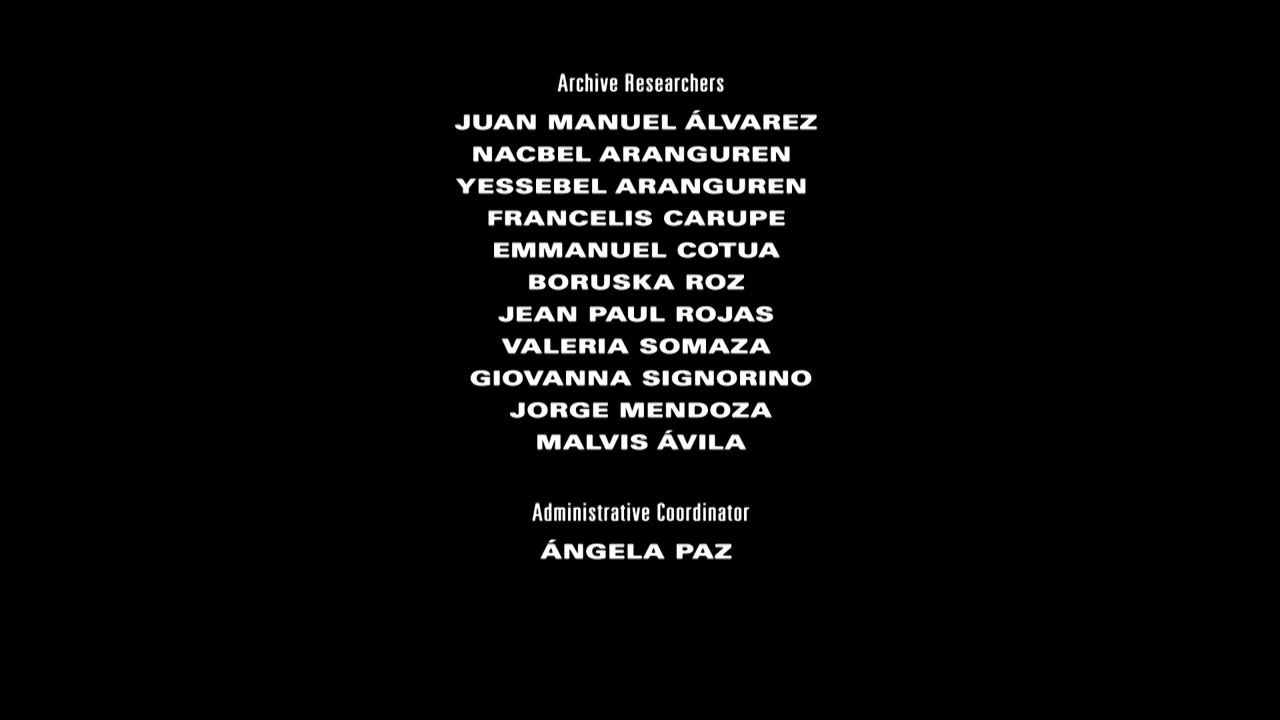 Archive Researchers
JUAN MANUEL ÁLVAREZ
NACBEL ARANGUREN
YESSEBEL ARANGUREN
FRANCELIS CARUPE
EMMANUEL COTUA
BORUSKA ROZ
JEAN PAUL ROJAS
VALERIA SOMAZA
GIOVANNA SIGNORINO
JORGE MENDOZA
MALVIS ÁVILA
Administrative Coordinator
ÁNGELA PAZ